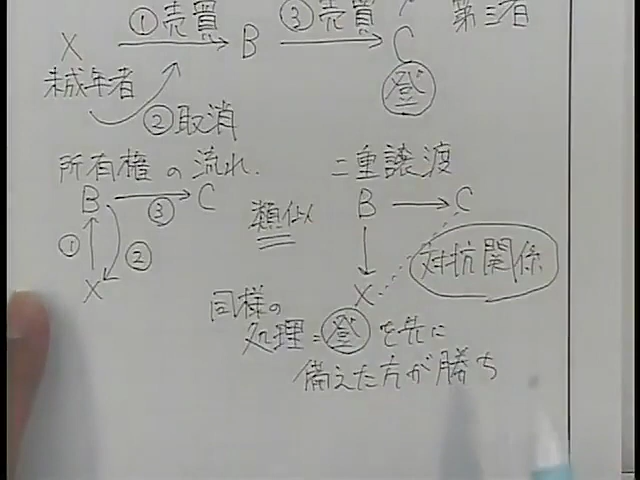 ①売買 ③売買 第三者
X B C
未成年者 登
②取消
所有権の流れ. 二重譲渡
B ③ C 類似 B C
① ② 対抗関係
X X
同様の
処理=登を先に
備えた方が勝ち